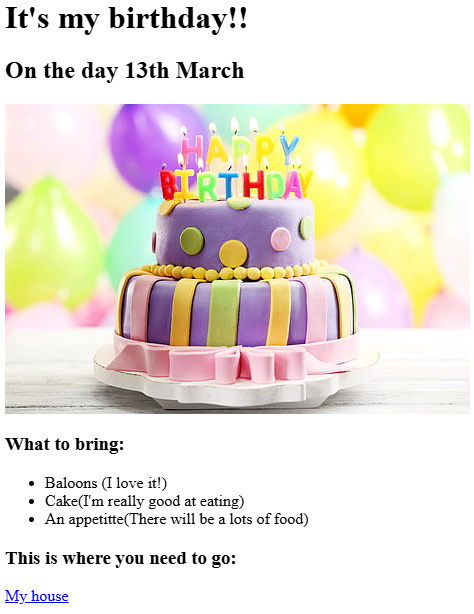 It's my birthday!!
On the day 13th March
HAPPY
BIRTHDAY
What to bring:
Baloons (I love it!)
Cake(I'm really good at eating)
An appetitte(There will be a lots of food)
This is where you need to go:
My house